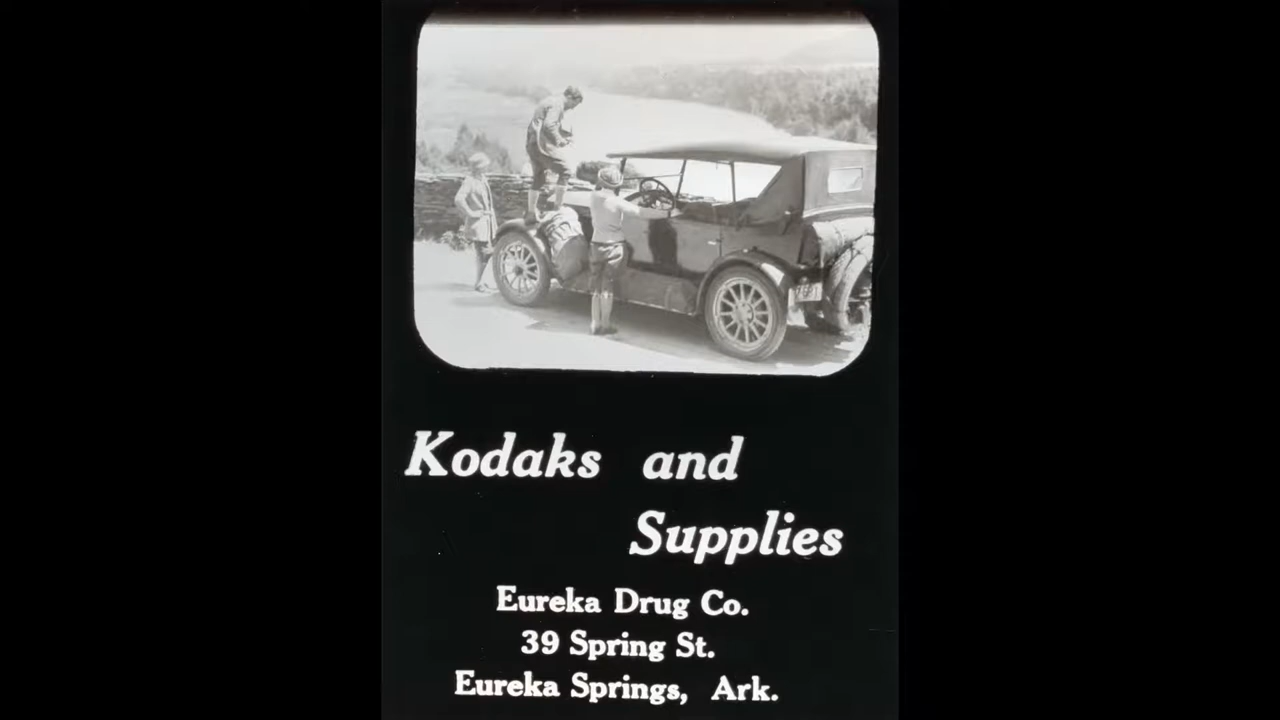 Kodaks and
Supplies
Eureka Drug Co.
39 Spring St.
Eureka Springs, Ark.